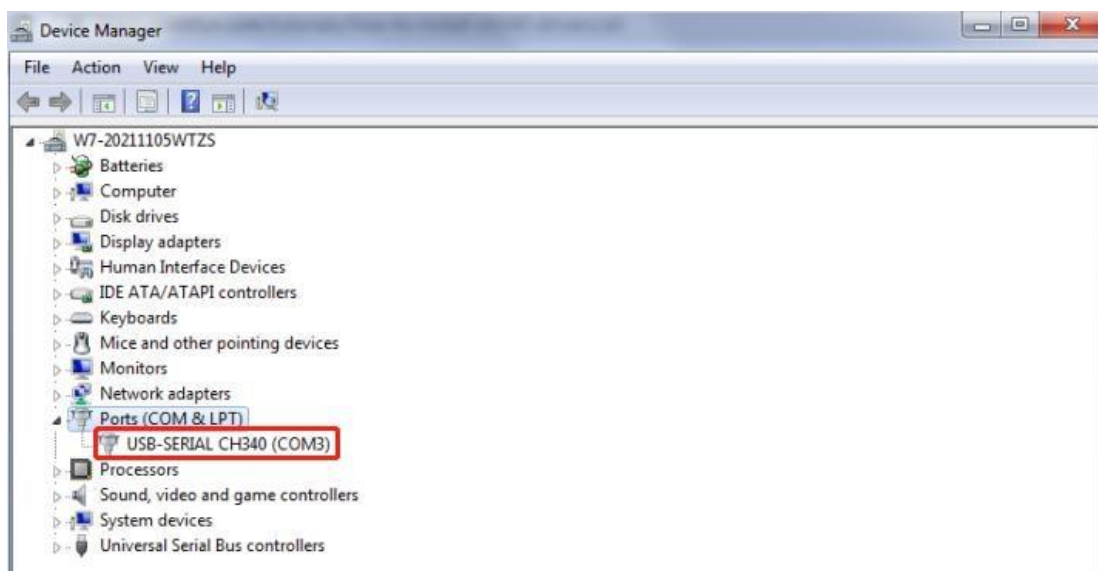 Device Manager
File Action View Help
W7-20211105WTZS
Batteries
Computer
Disk drives
Display adapters
Human Interface Devices
IDE ATA/ATAPI controllers
Keyboards
Mice and other pointing devices
Monitors
Network adapters
Ports (COM & LPT)
USB-SERIAL CH340 (COM3)
Processors
Sound, video and game controllers
System devices
Universal Serial Bus controllers